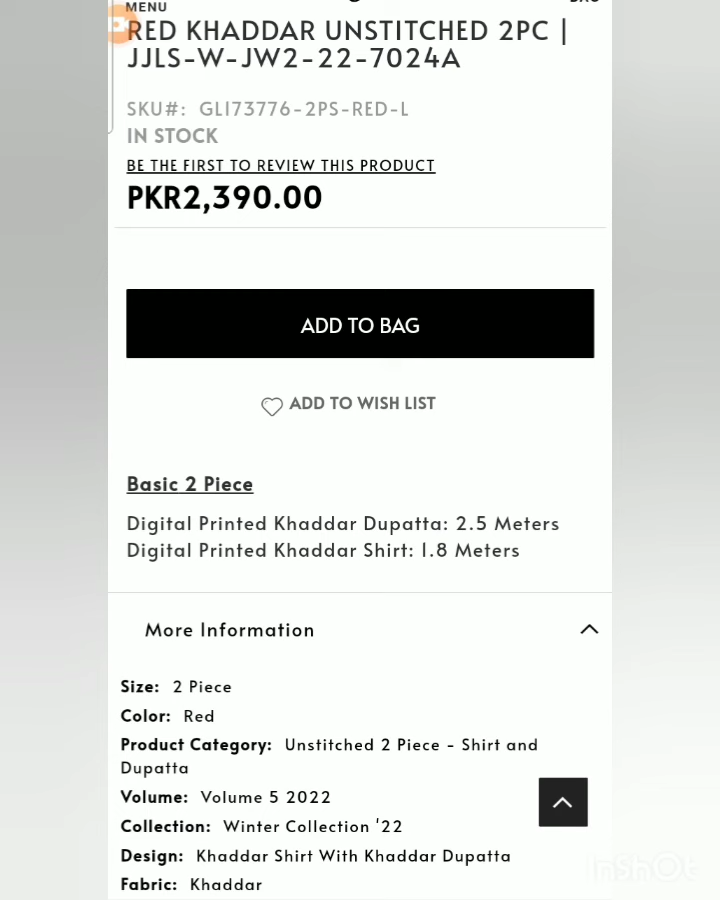 MENU
RED KHADDAR UNSTITCHED 2PC |
JJLS-W-JW2-22-7024A
SKU#: GLI73776-2PS-RED-L
IN STOCK
BE THE FIRST TO REVIEW THIS PRODUCT
PKR2,390.00
ADD TO BAG
ADD TO WISH LIST
Basic 2 Piece
Digital Printed Khaddar Dupatta: 2.5 Meters
Digital Printed Khaddar Shirt: 1.8 Meters
More Information
Size: 2 Piece
Color: Red
Product Category: Unstitched 2 Piece - Shirt and
Dupatta
Volume: Volume 5 2022
Collection: Winter Collection '22
Design: Khaddar Shirt With Khaddar Dupatta
Fabric: Khaddar
InShOt